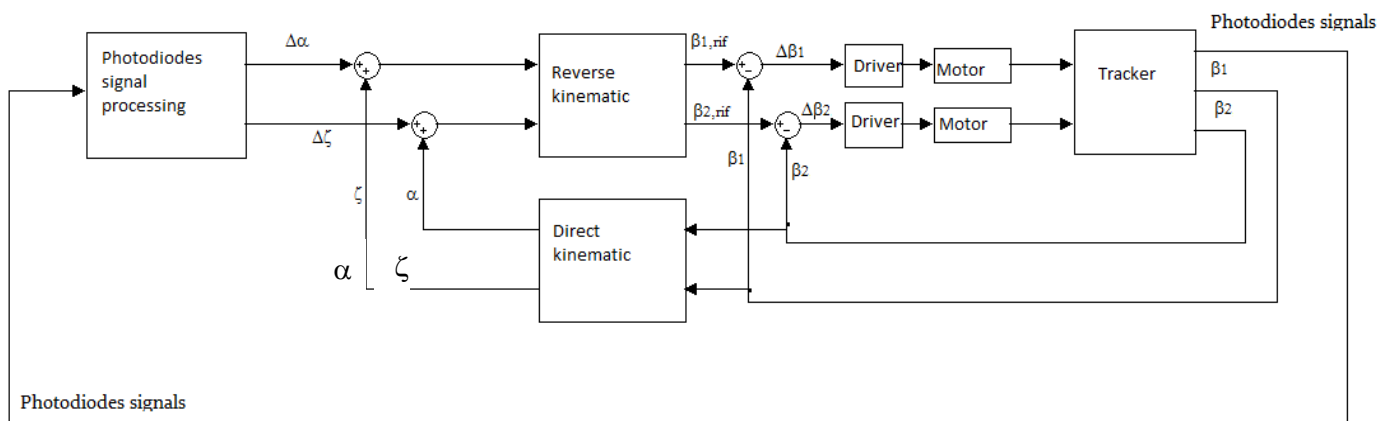 Photodiodes signals
Photodiodes
signal
processing
Δα
Δζ
ζ
α
α ζ
Reverse
kinematic
Direct
kinematic
β1,rif
β2,rif
Δβ1
Δβ2
β1
β2
Driver
Motor
Driver
Motor
Tracker
β1
β2
Photodiodes signals